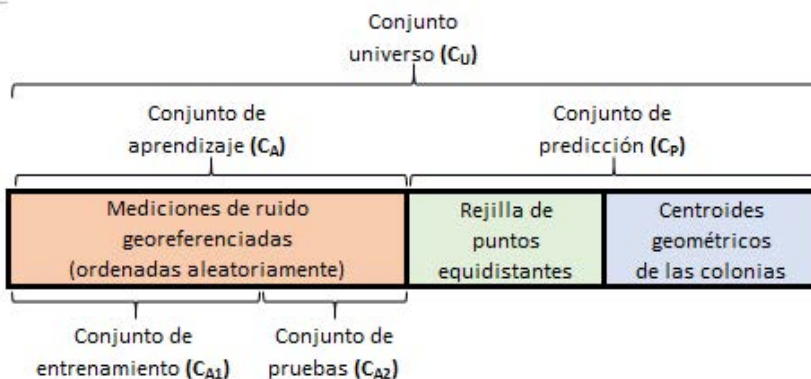 Conjunto
universo (CU)
Conjunto de
aprendizaje (CA)
Conjunto de
predicción (CP)
Mediciones de ruido
georeferenciadas
(ordenadas aleatoriamente)
Rejilla de
puntos
equidistantes
Centroides
geométricos
de las colonias
Conjunto de
entrenamiento (CA1)
Conjunto de
pruebas (CA2)